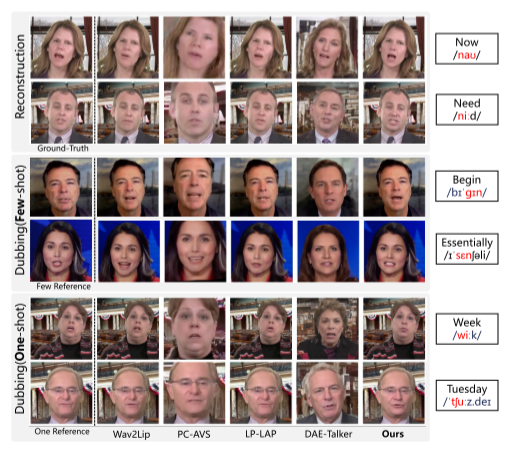 Reconstruction
Now
/naʊ/
Need
/niːd/
Ground-Truth
Dubbing(Few-shot)
Begin
/bɪˈɡɪn/
Essentially
/ɪˈsɛnʃəli/
Few Reference
Dubbing(One-shot)
Week
/wiːk/
Tuesday
/ˈtʃuːz.deɪ
One Reference
Wav2Lip
PC-AVS
LP-LAP
DAE-Talker
Ours